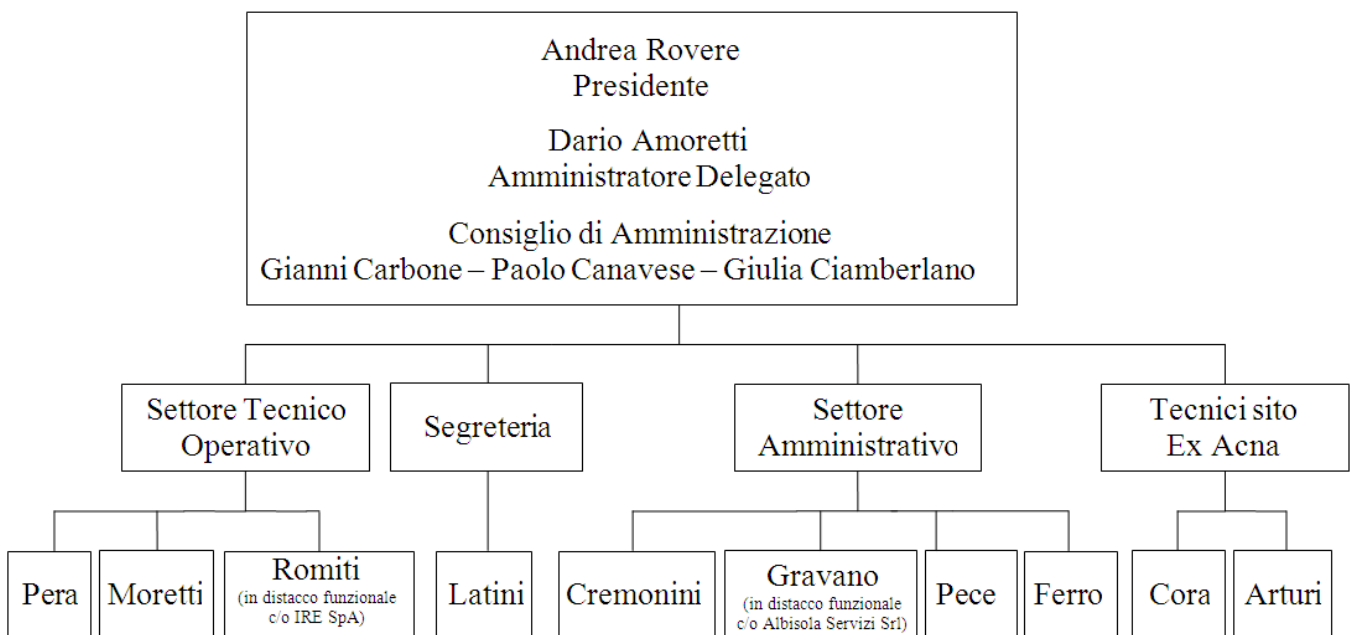 Andrea Rovere
Presidente
Dario Amoretti
Amministratore Delegato
Consiglio di Amministrazione
Gianni Carbone – Paolo Canavese – Giulia Ciamberlano
Settore Tecnico
Operativo
Segreteria
Settore
Amministrativo
Tecnici sito
Ex Acna
Pera
Moretti
Romiti
(in distacco funzionale
c/o IRE SpA)
Latini
Cremonini
Gravano
(in distacco funzionale
c/o Albisola Servizi Srl)
Pece
Ferro
Cora
Arturi